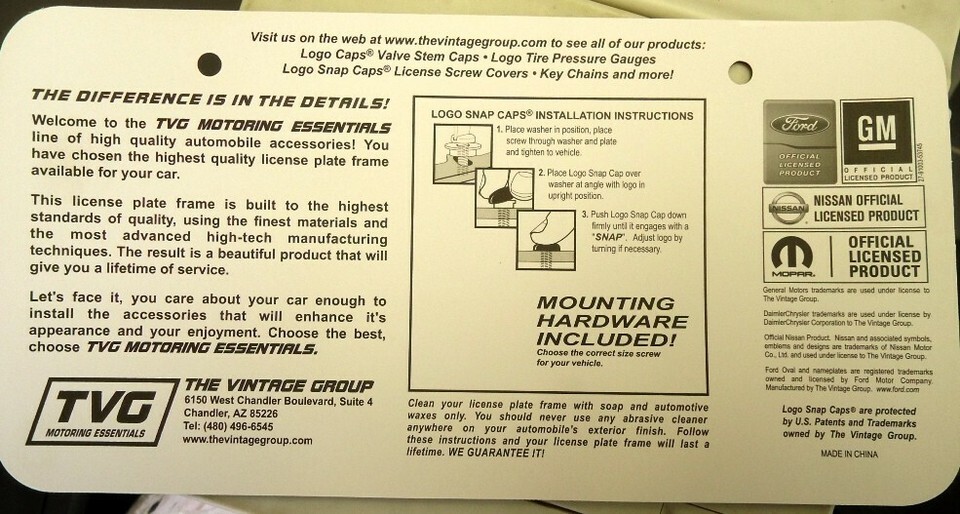 Visit us on the web at www.thevintagegroup.com to see all of our products:
Logo Caps® Valve Stem Caps • Logo Tire Pressure Gauges
Logo Snap Caps® License Screw Covers • Key Chains and more!
THE DIFFERENCE IS IN THE DETAILS!
Welcome to the TVG MOTORING ESSENTIALS
line of high quality automobile accessories! You
have chosen the highest quality license plate frame
available for your car.
This license plate frame is built to the highest
standards of quality, using the finest materials and
the most advanced high-tech manufacturing
techniques. The result is a beautiful product that will
give you a lifetime of service.
Let's face it, you care about your car enough to
install the accessories that will enhance it's
appearance and your enjoyment. Choose the best,
choose TVG MOTORING ESSENTIALS.
TVG
MOTORING ESSENTIALS
THE VINTAGE GROUP
6150 West Chandler Boulevard, Suite 4
Chandler, AZ 85226
Tel: (480) 496-6545
www.thevintagegroup.com
LOGO SNAP CAPS® INSTALLATION INSTRUCTIONS
1. Place washer in position, place
screw through washer and plate
and tighten to vehicle.
2. Place Logo Snap Cap over
washer at angle with logo in
upright position.
3. Push Logo Snap Cap down
firmly until it engages with a
"SNAP". Adjust logo by
turning if necessary.
MOUNTING
HARDWARE
INCLUDED!
Choose the correct size screw
for your vehicle.
Clean your license plate frame with soap and automotive
waxes only. You should never use any abrasive cleaner
anywhere on your automobile's exterior finish. Follow
these instructions and your license plate frame will last a
lifetime. WE GUARANTEE IT!
Ford
OFFICIAL
LICENSED
PRODUCT
GM
OFFICIAL
LICENSED PRODUCT
NISSAN
NISSAN OFFICIAL
LICENSED PRODUCT
MOPAR.
OFFICIAL
LICENSED
PRODUCT
General Motors trademarks are used under license to
The Vintage Group.
DaimlerChrysler trademarks are used under license by
DaimlerChrysler Corporation to The Vintage Group.
Official Nissan Product. Nissan and associated symbols,
emblems and designs are trademarks of Nissan Motor
Co., Ltd. and used under license to The Vintage Group.
Ford Oval and nameplates are registered trademarks
owned and licensed by Ford Motor Company.
Manufactured by The Vintage Group. www.ford.com
Logo Snap Caps® are protected
by U.S. Patents and Trademarks
owned by The Vintage Group.
MADE IN CHINA